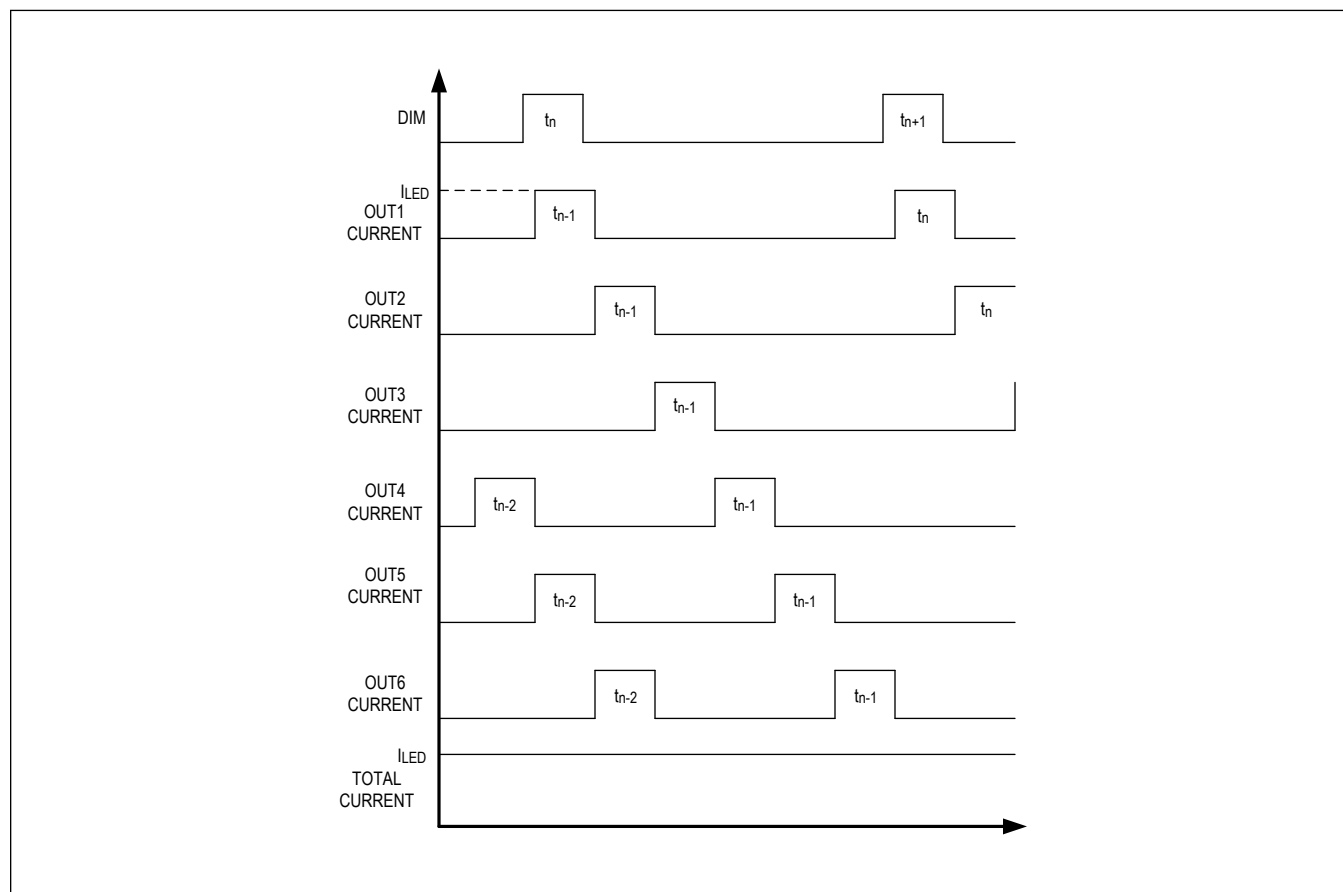 DIM
tn
tn+1
ILED
OUT1
CURRENT
tn-1
tn
OUT2
CURRENT
tn-1
tn
OUT3
CURRENT
tn-1
OUT4
CURRENT
tn-2
tn-1
OUT5
CURRENT
tn-2
tn-1
OUT6
CURRENT
tn-2
tn-1
ILED
TOTAL
CURRENT